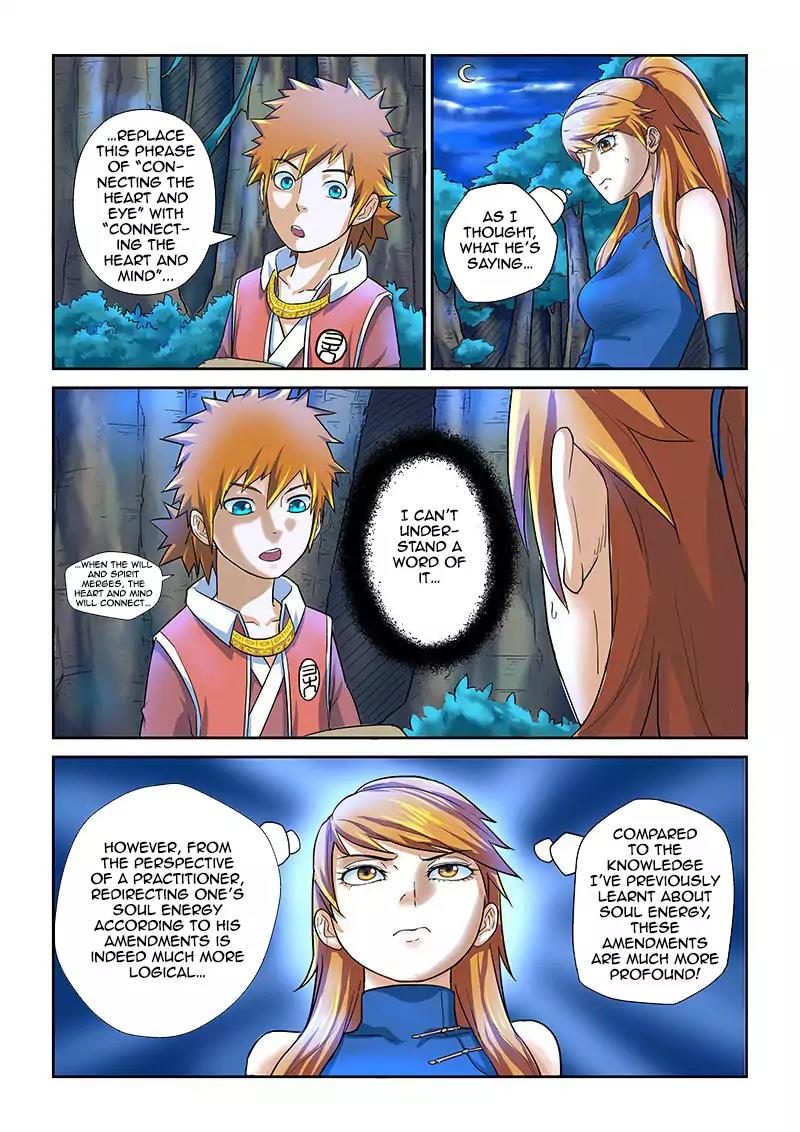 ...REPLACE
THIS PHRASE
OF "CON-
NECTING THE
HEART AND
EYE" WITH
"CONNECT-
ING THE
HEART AND
MIND"...
AS I
THOUGHT,
WHAT HE'S
SAYING...
...WHEN THE WILL
AND SPIRIT
MERGES, THE
HEART AND MIND
WILL CONNECT...
I CAN'T
UNDER-
STAND A
WORD OF
IT...
HOWEVER, FROM
THE PERSPECTIVE
OF A PRACTITIONER,
REDIRECTING ONE'S
SOUL ENERGY
ACCORDING TO HIS
AMENDMENTS IS
INDEED MUCH MORE
LOGICAL...
COMPARED
TO THE
KNOWLEDGE
I'VE PREVIOUSLY
LEARNT ABOUT
SOUL ENERGY,
THESE
AMENDMENTS
ARE MUCH MORE
PROFOUND!